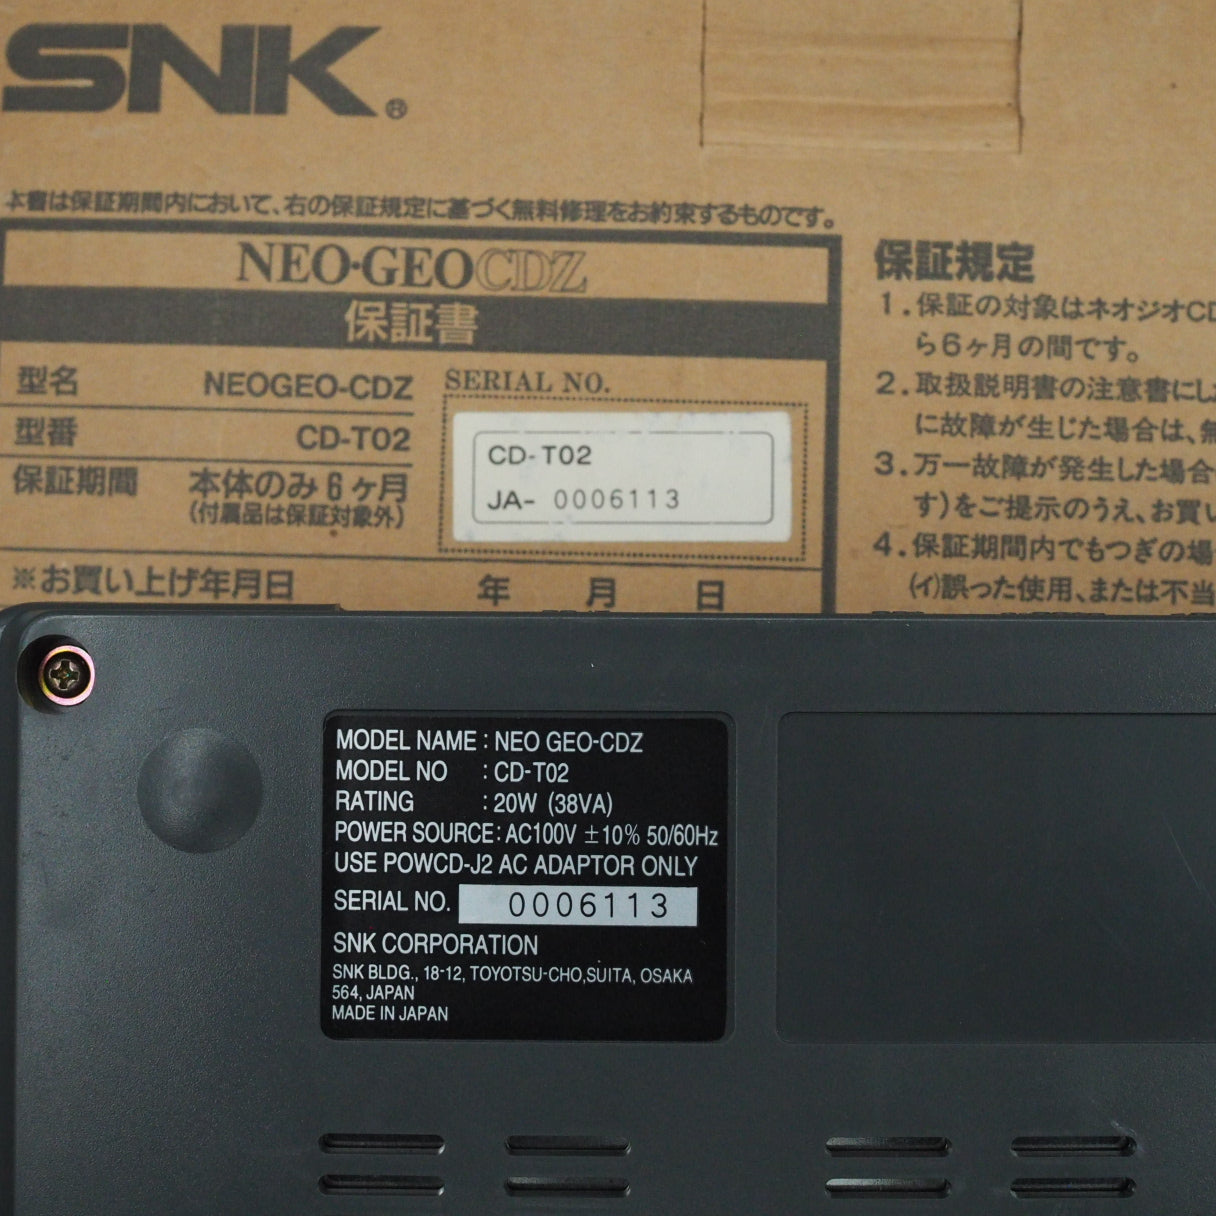 SNK®
本書は保証期間内において、右の保証規定に基づく無料修理をお約束するものです。
NEO·GEO CDZ
保証書
型名 NEOGEO-CDZ
型番 CD-T02
保証期間 本体のみ6ヶ月
(付属品は保証対象外)
SERIAL NO.
CD-T02
JA- 0006113
※お買い上げ年月日 年 月 日
保証規定
1.保証の対象はネオジオCD
ら6ヶ月の間です。
2.取扱説明書の注意書にし
に故障が生じた場合は、無
3.万一故障が発生した場合
す)をご提示のうえ、お買い
4.保証期間内でもつぎの場
(イ)誤った使用、または不当
MODEL NAME : NEO GEO-CDZ
MODEL NO : CD-T02
RATING : 20W (38VA)
POWER SOURCE : AC100V ±10% 50/60Hz
USE POWCD-J2 AC ADAPTOR ONLY
SERIAL NO. 0006113
SNK CORPORATION
SNK BLDG., 18-12, TOYOTSU-CHO,SUITA, OSAKA
564, JAPAN
MADE IN JAPAN